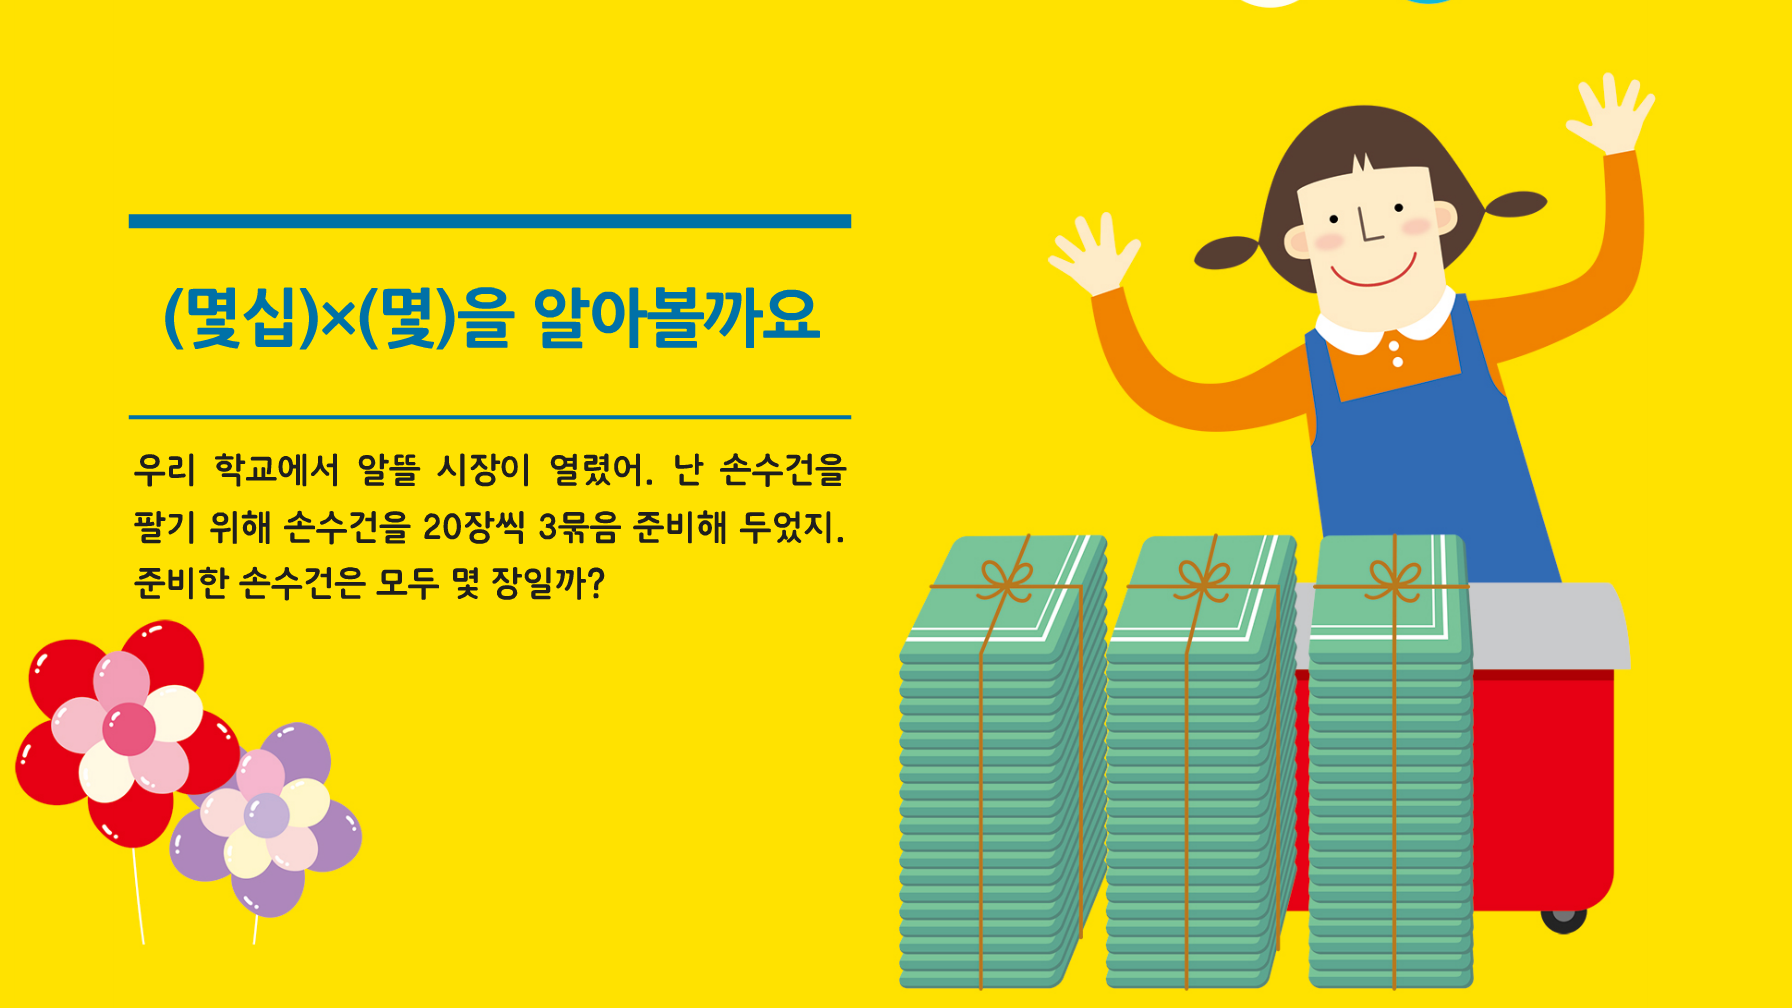 (몇십)×(몇)을 알아볼까요
우리 학교에서 알뜰 시장이 열렸어. 난 손수건을
팔기 위해 손수건을 20장씩 3묶음 준비해 두었지.
준비한 손수건은 모두 몇 장일까?